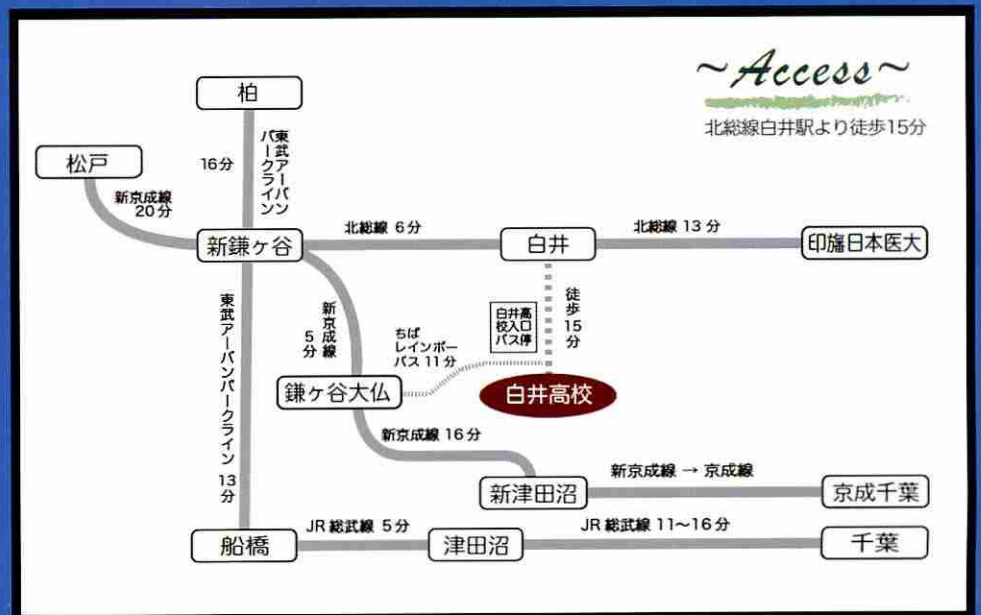 ~Access~
北総線白井駅より徒歩15分
柏
松戸
16分
東武アーバン
パークライン
新京成線
20分
新鎌ヶ谷
北総線 6分
白井
北総線 13分
印旛日本医大
東武アーバンパークライン 13分
新京成線
5分
ちば
レインボー
バス 11分
白井高
校入口
バス停
徒歩15分
鎌ヶ谷大仏
白井高校
新京成線 16分
新津田沼
新京成線 → 京成線
京成千葉
船橋
JR 総武線 5分
津田沼
JR 総武線 11〜16分
千葉